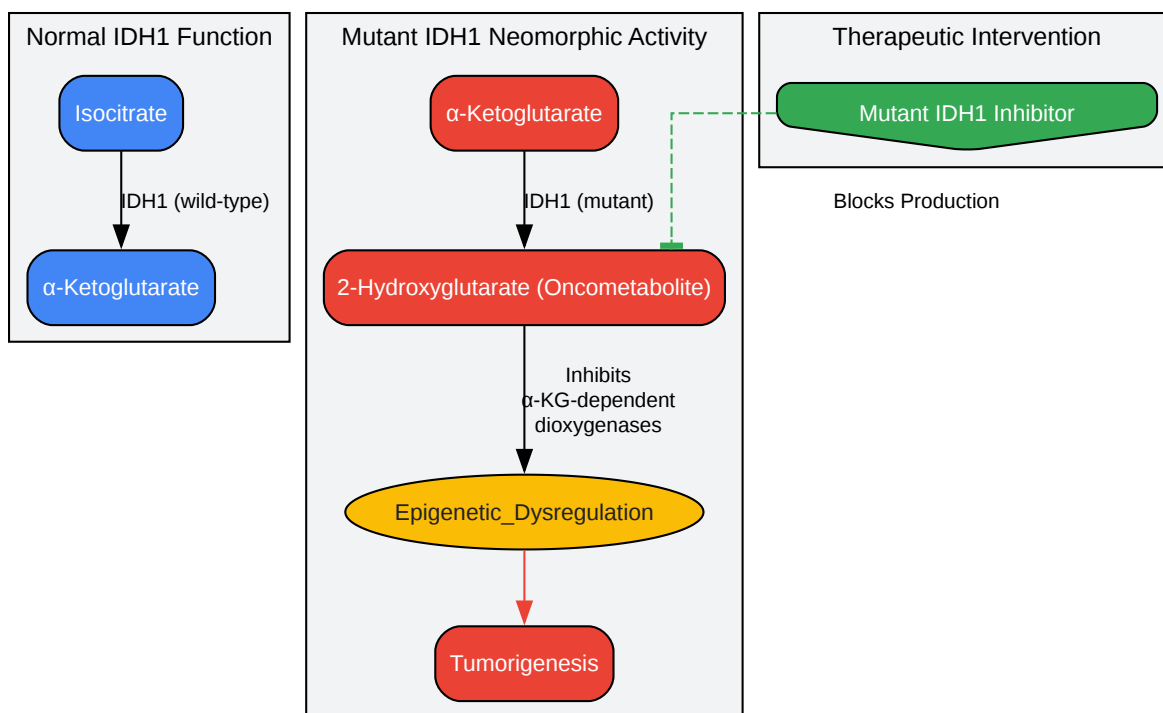 Normal IDH1 Function
Isocitrate
IDH1 (wild-type)
α-Ketoglutarate
Mutant IDH1 Neomorphic Activity
α-Ketoglutarate
IDH1 (mutant)
2-Hydroxyglutarate (Oncometabolite)
Inhibits
α-KG-dependent
dioxygenases
Epigenetic_Dysregulation
Tumorigenesis
Therapeutic Intervention
Mutant IDH1 Inhibitor
Blocks Production